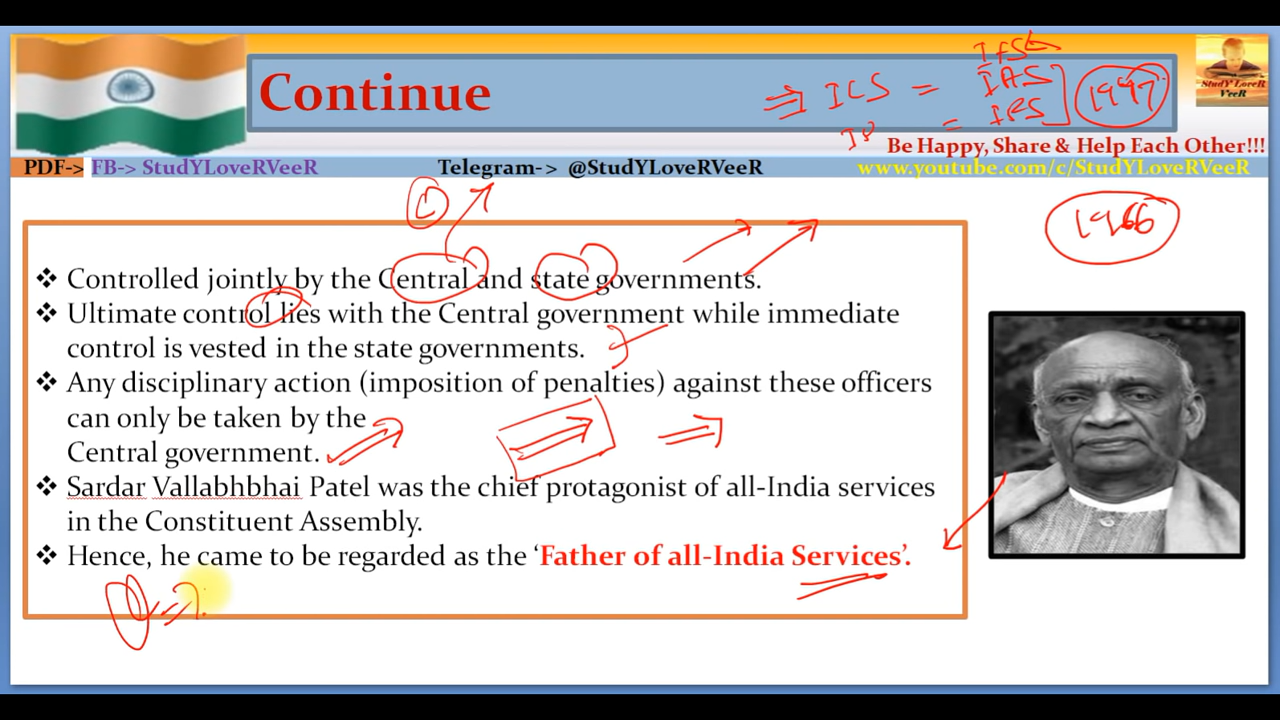 Continue
⇒ ICS = IFS
IAS
IP = IPS
1947
StudY LoveR
VeeR
Be Happy, Share & Help Each Other!!!
PDF-> FB-> StudYLoveRVeeR Telegram-> @StudYLoveRVeeR www.youtube.com/c/StudYLoveRVeeR
1966
❖ Controlled jointly by the Central and state governments.
❖ Ultimate control lies with the Central government while immediate
control is vested in the state governments.
❖ Any disciplinary action (imposition of penalties) against these officers
can only be taken by the
Central government.
❖ Sardar Vallabhbhai Patel was the chief protagonist of all-India services
in the Constituent Assembly.
❖ Hence, he came to be regarded as the ‘Father of all-India Services’.